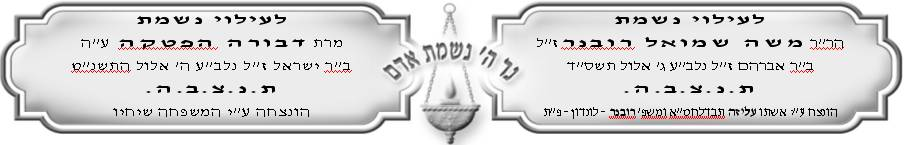 לעילוי נשמת
הר״ר משה שמואל רובנר ז״ל
ב״ר אברהם ז״ל נלב״ע ג׳ אלול תשס״ד
ת.נ.צ.ב.ה.
הונצח ע״י אשתו עליזה תבדלחט״א ומשפ׳ רובנר - לונדון - פ״ת
נר ה׳ נשמת אדם
לעילוי נשמת
מרת דבורה הפטקה ע״ה
ב״ר ישראל ז״ל נלב״ע ה׳ אלול התשנ״ט
ת.נ.צ.ב.ה.
הונצחה ע״י המשפחה שיחיו